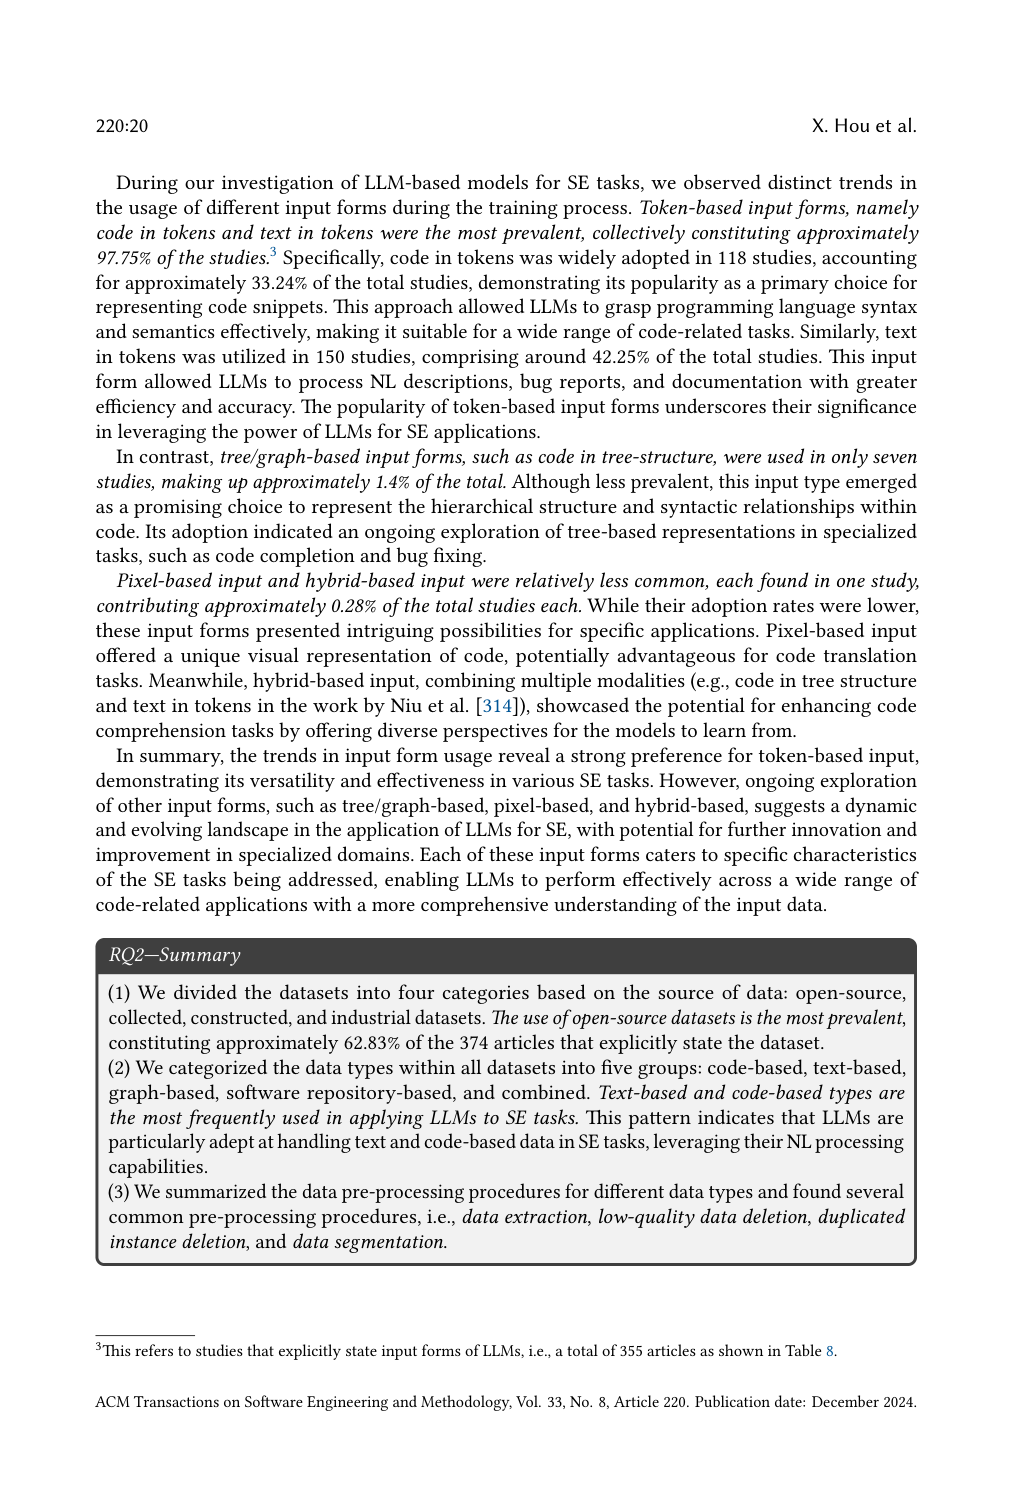 220:20
X. Hou et al.
During our investigation of LLM-based models for SE tasks, we observed distinct trends in
the usage of different input forms during the training process. Token-based input forms, namely
code in tokens and text in tokens were the most prevalent, collectively constituting approximately
97.75% of the studies.3 Specifically, code in tokens was widely adopted in 118 studies, accounting
for approximately 33.24% of the total studies, demonstrating its popularity as a primary choice for
representing code snippets. This approach allowed LLMs to grasp programming language syntax
and semantics effectively, making it suitable for a wide range of code-related tasks. Similarly, text
in tokens was utilized in 150 studies, comprising around 42.25% of the total studies. This input
form allowed LLMs to process NL descriptions, bug reports, and documentation with greater
efficiency and accuracy. The popularity of token-based input forms underscores their significance
in leveraging the power of LLMs for SE applications.
In contrast, tree/graph-based input forms, such as code in tree-structure, were used in only seven
studies, making up approximately 1.4% of the total. Although less prevalent, this input type emerged
as a promising choice to represent the hierarchical structure and syntactic relationships within
code. Its adoption indicated an ongoing exploration of tree-based representations in specialized
tasks, such as code completion and bug fixing.
Pixel-based input and hybrid-based input were relatively less common, each found in one study,
contributing approximately 0.28% of the total studies each. While their adoption rates were lower,
these input forms presented intriguing possibilities for specific applications. Pixel-based input
offered a unique visual representation of code, potentially advantageous for code translation
tasks. Meanwhile, hybrid-based input, combining multiple modalities (e.g., code in tree structure
and text in tokens in the work by Niu et al. [314]), showcased the potential for enhancing code
comprehension tasks by offering diverse perspectives for the models to learn from.
In summary, the trends in input form usage reveal a strong preference for token-based input,
demonstrating its versatility and effectiveness in various SE tasks. However, ongoing exploration
of other input forms, such as tree/graph-based, pixel-based, and hybrid-based, suggests a dynamic
and evolving landscape in the application of LLMs for SE, with potential for further innovation and
improvement in specialized domains. Each of these input forms caters to specific characteristics
of the SE tasks being addressed, enabling LLMs to perform effectively across a wide range of
code-related applications with a more comprehensive understanding of the input data.
RQ2—Summary
(1) We divided the datasets into four categories based on the source of data: open-source,
collected, constructed, and industrial datasets. The use of open-source datasets is the most prevalent,
constituting approximately 62.83% of the 374 articles that explicitly state the dataset.
(2) We categorized the data types within all datasets into five groups: code-based, text-based,
graph-based, software repository-based, and combined. Text-based and code-based types are
the most frequently used in applying LLMs to SE tasks. This pattern indicates that LLMs are
particularly adept at handling text and code-based data in SE tasks, leveraging their NL processing
capabilities.
(3) We summarized the data pre-processing procedures for different data types and found several
common pre-processing procedures, i.e., data extraction, low-quality data deletion, duplicated
instance deletion, and data segmentation.
3This refers to studies that explicitly state input forms of LLMs, i.e., a total of 355 articles as shown in Table 8.
ACM Transactions on Software Engineering and Methodology, Vol. 33, No. 8, Article 220. Publication date: December 2024.